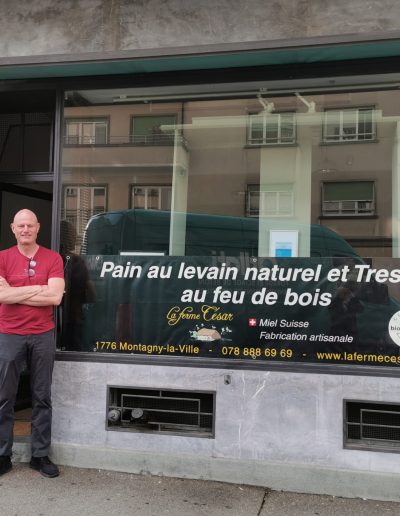 Pain au levain naturel et Tres
au feu de bois
La ferme César
Miel Suisse
Fabrication artisanale
bio
1776 Montagny-la-Ville - 078 888 69 69 - www.lafermeces